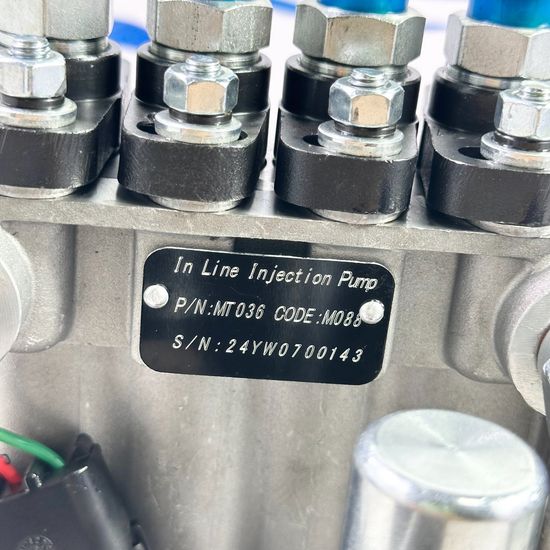 In Line Injection Pump
P/N:MT036 CODE:M088
S/N:24YW0700143